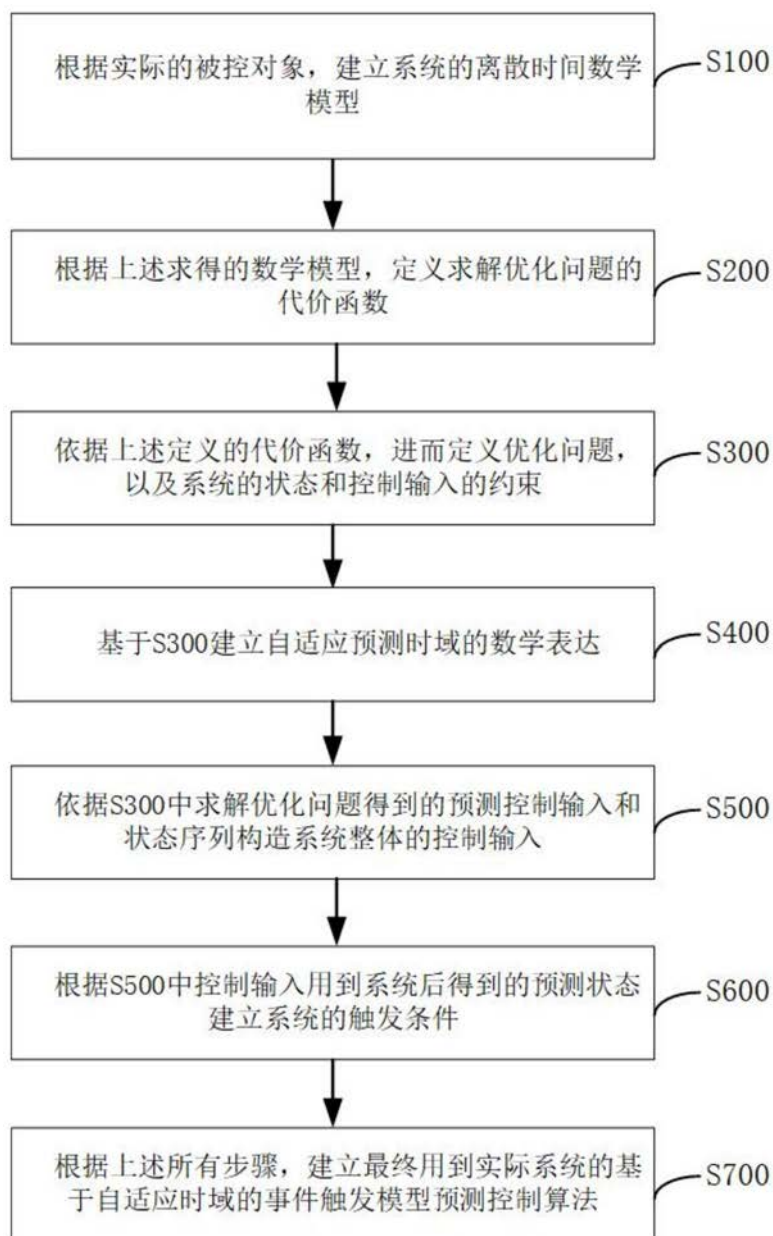 根据实际的被控对象，建立系统的离散时间数学
模型
S100
根据上述求得的数学模型，定义求解优化问题的
代价函数
S200
依据上述定义的代价函数，进而定义优化问题，
以及系统的状态和控制输入的约束
S300
基于S300建立自适应预测时域的数学表达
S400
依据S300中求解优化问题得到的预测控制输入和
状态序列构造系统整体的控制输入
S500
根据S500中控制输入用到系统后得到的预测状态
建立系统的触发条件
S600
根据上述所有步骤，建立最终用到实际系统的基
于自适应时域的事件触发模型预测控制算法
S700